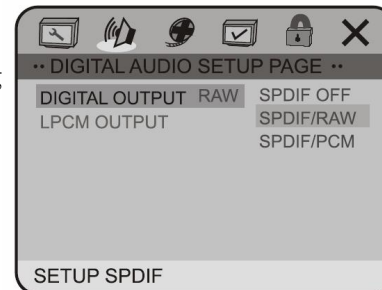 ·· DIGITAL AUDIO SETUP PAGE ··
DIGITAL OUTPUT RAW SPDIF OFF
LPCM OUTPUT SPDIF/RAW
SPDIF/PCM
SETUP SPDIF